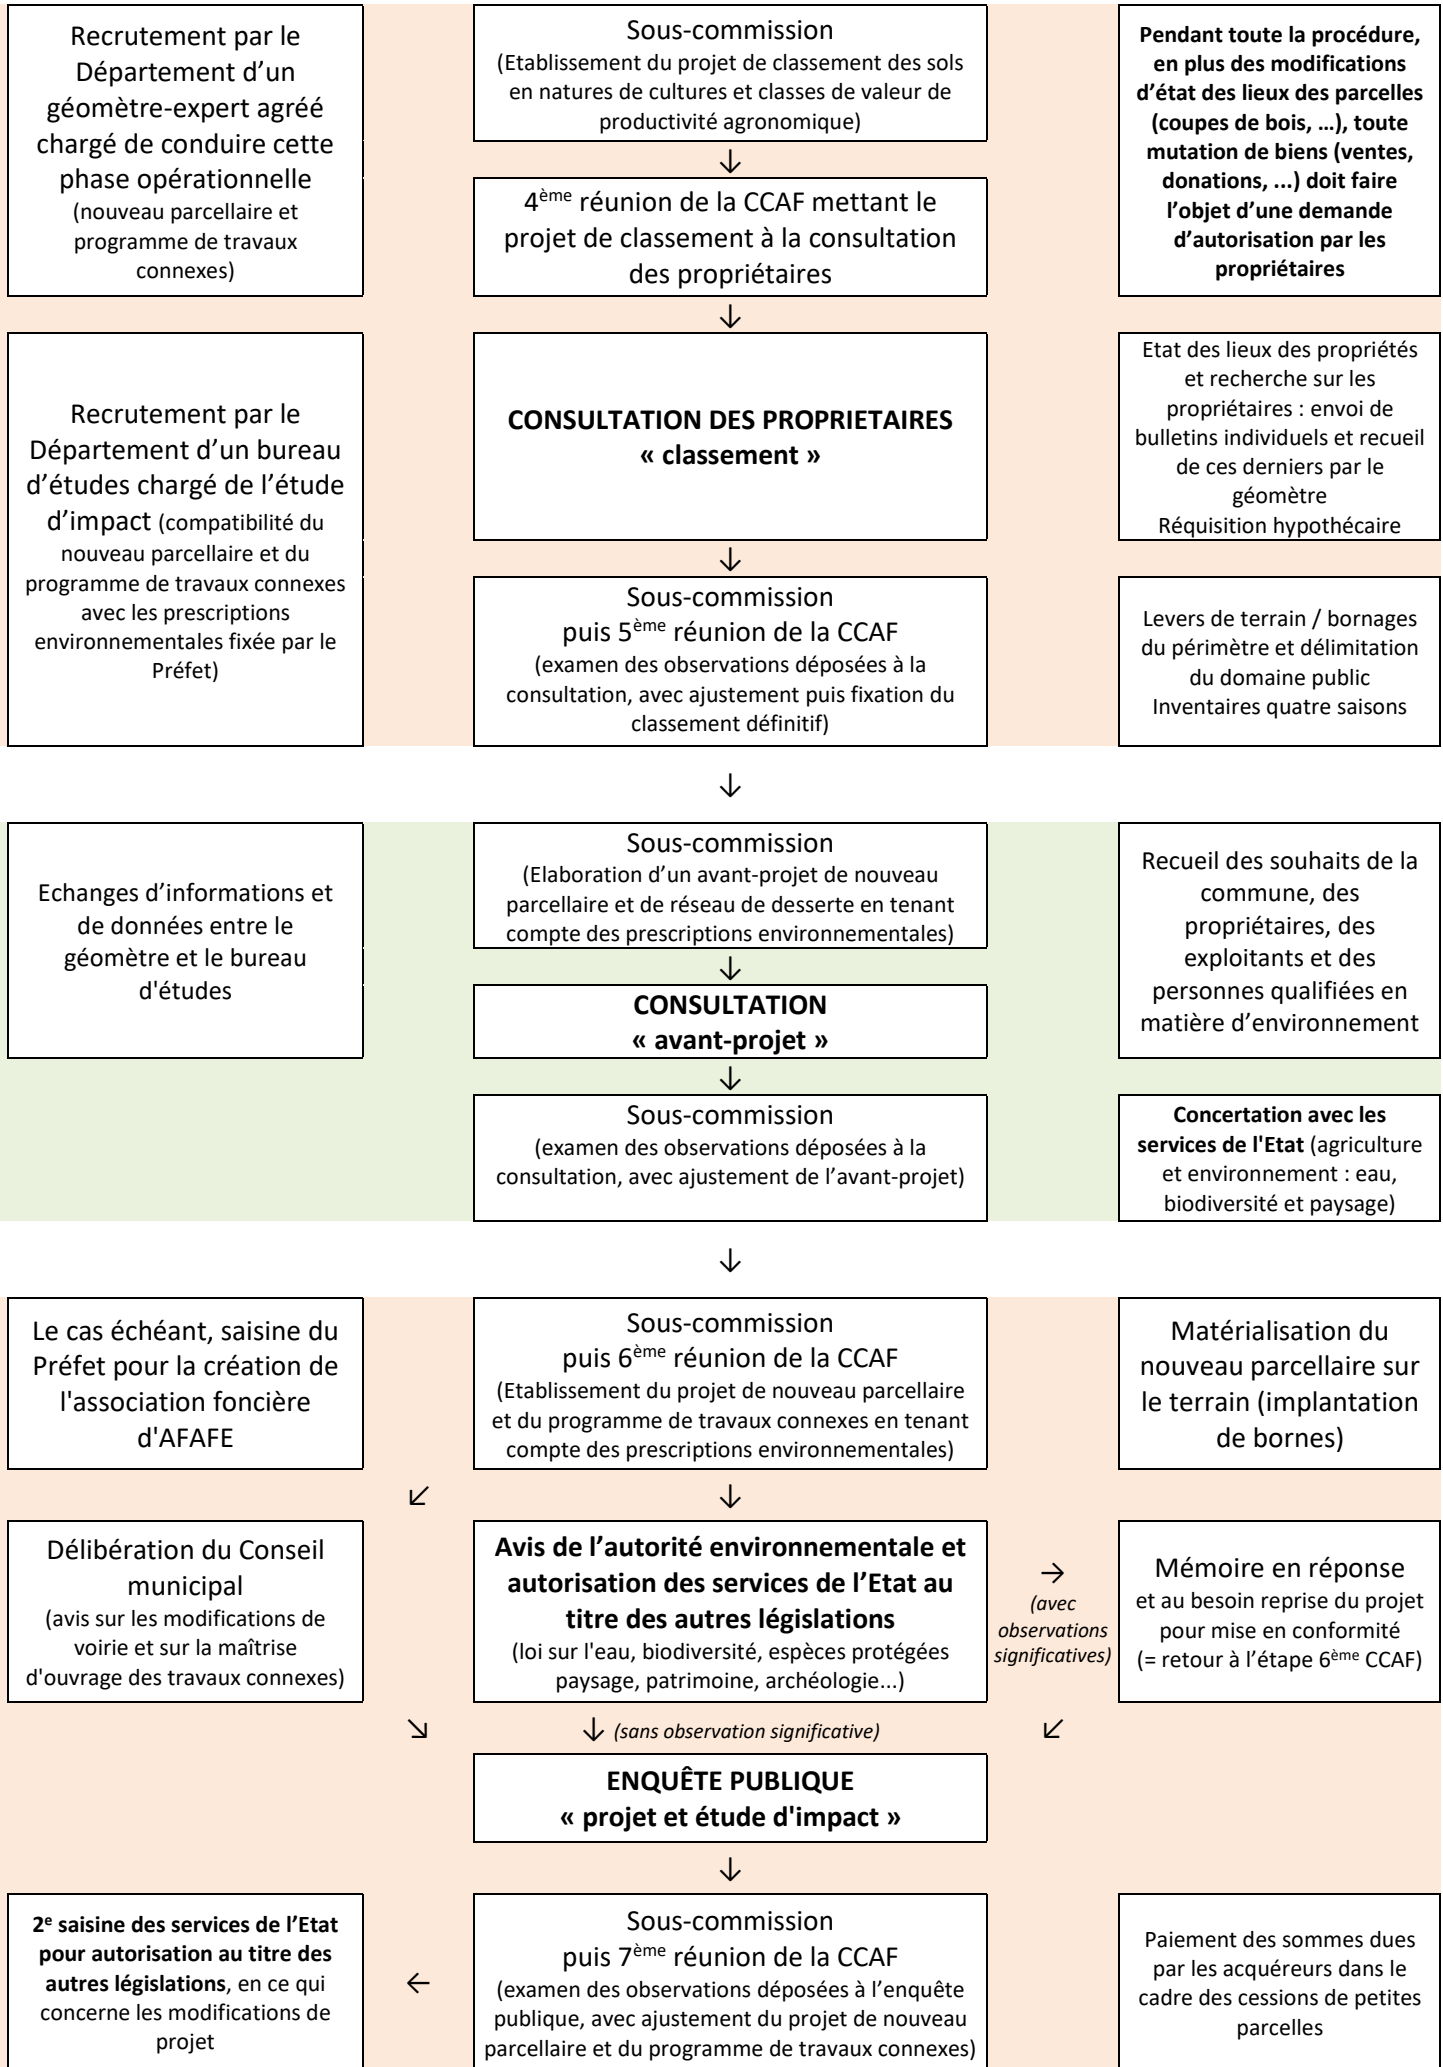 Recrutement par le
Département d’un
géomètre-expert agréé
chargé de conduire cette
phase opérationnelle
(nouveau parcellaire et
programme de travaux
connexes)
Sous-commission
(Etablissement du projet de classement des sols
en natures de cultures et classes de valeur de
productivité agronomique)
↓
4ème réunion de la CCAF mettant le
projet de classement à la consultation
des propriétaires
Pendant toute la procédure,
en plus des modifications
d’état des lieux des parcelles
(coupes de bois, …), toute
mutation de biens (ventes,
donations, ...) doit faire
l’objet d’une demande
d’autorisation par les
propriétaires
↓
Recrutement par le
Département d’un bureau
d’études chargé de l’étude
d’impact (compatibilité du
nouveau parcellaire et du
programme de travaux connexes
avec les prescriptions
environnementales fixée par le
Préfet)
CONSULTATION DES PROPRIETAIRES
« classement »
Etat des lieux des propriétés
et recherche sur les
propriétaires : envoi de
bulletins individuels et recueil
de ces derniers par le
géomètre
Réquisition hypothécaire
↓
Sous-commission
puis 5ème réunion de la CCAF
(examen des observations déposées à la
consultation, avec ajustement puis fixation du
classement définitif)
Levers de terrain / bornages
du périmètre et délimitation
du domaine public
Inventaires quatre saisons
↓
Echanges d’informations et
de données entre le
géomètre et le bureau
d'études
Sous-commission
(Elaboration d’un avant-projet de nouveau
parcellaire et de réseau de desserte en tenant
compte des prescriptions environnementales)
↓
CONSULTATION
« avant-projet »
Recueil des souhaits de la
commune, des
propriétaires, des
exploitants et des
personnes qualifiées en
matière d’environnement
↓
Sous-commission
(examen des observations déposées à la
consultation, avec ajustement de l’avant-projet)
Concertation avec les
services de l'Etat (agriculture
et environnement : eau,
biodiversité et paysage)
↓
Le cas échéant, saisine du
Préfet pour la création de
l'association foncière
d'AFAFE
Sous-commission
puis 6ème réunion de la CCAF
(Etablissement du projet de nouveau parcellaire
et du programme de travaux connexes en tenant
compte des prescriptions environnementales)
Matérialisation du
nouveau parcellaire sur
le terrain (implantation
de bornes)
↙ ↓
Délibération du Conseil
municipal
(avis sur les modifications de
voirie et sur la maîtrise
d'ouvrage des travaux connexes)
Avis de l’autorité environnementale et
autorisation des services de l’Etat au
titre des autres législations
(loi sur l'eau, biodiversité, espèces protégées
paysage, patrimoine, archéologie...)
→
(avec
observations
significatives)
Mémoire en réponse
et au besoin reprise du projet
pour mise en conformité
(= retour à l’étape 6ème CCAF)
↘ ↓ (sans observation significative) ↙
ENQUÊTE PUBLIQUE
« projet et étude d'impact »
↓
2e saisine des services de l’Etat
pour autorisation au titre des
autres législations, en ce qui
concerne les modifications de
projet
←
Sous-commission
puis 7ème réunion de la CCAF
(examen des observations déposées à l’enquête
publique, avec ajustement du projet de nouveau
parcellaire et du programme de travaux connexes)
Paiement des sommes dues
par les acquéreurs dans le
cadre des cessions de petites
parcelles